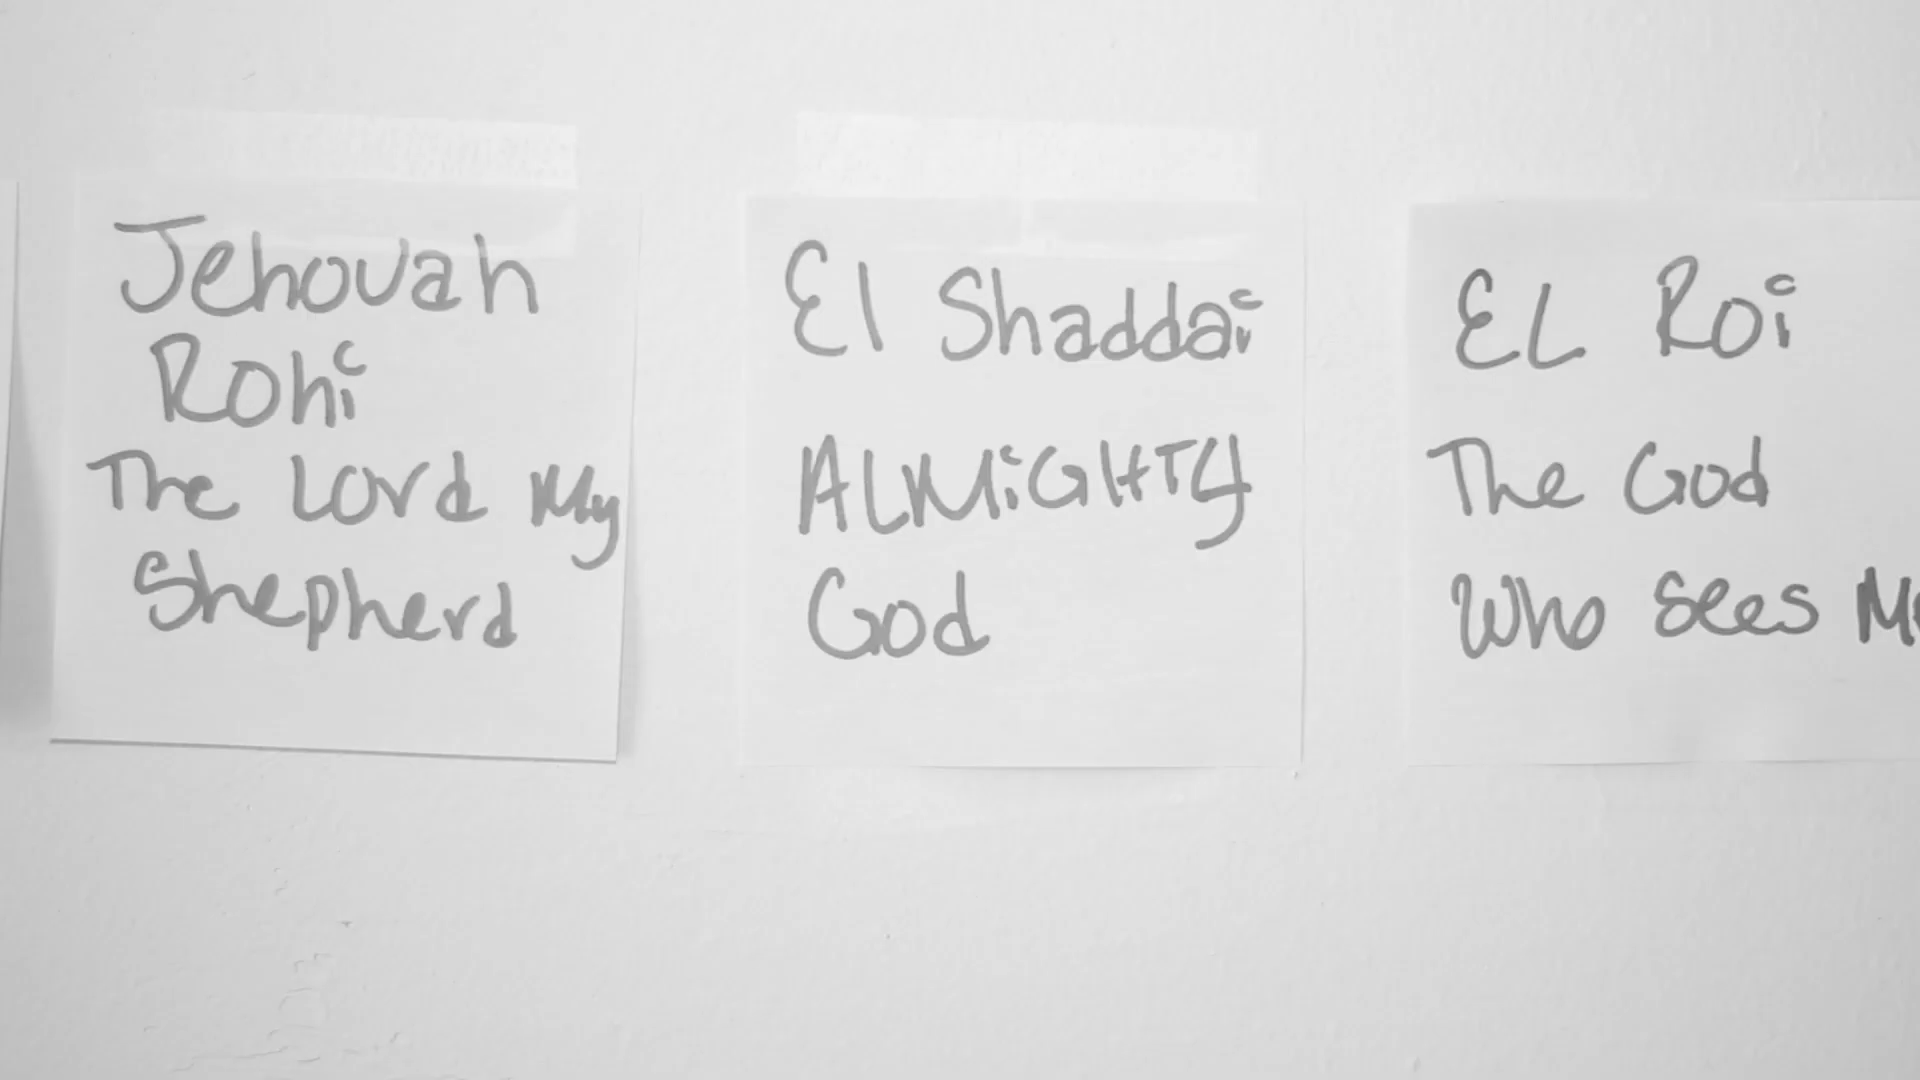 Jehovah
Rohi
The Lord My
Shepherd
El Shaddai
ALMiGHTY
God
EL Roi
The God
Who Sees